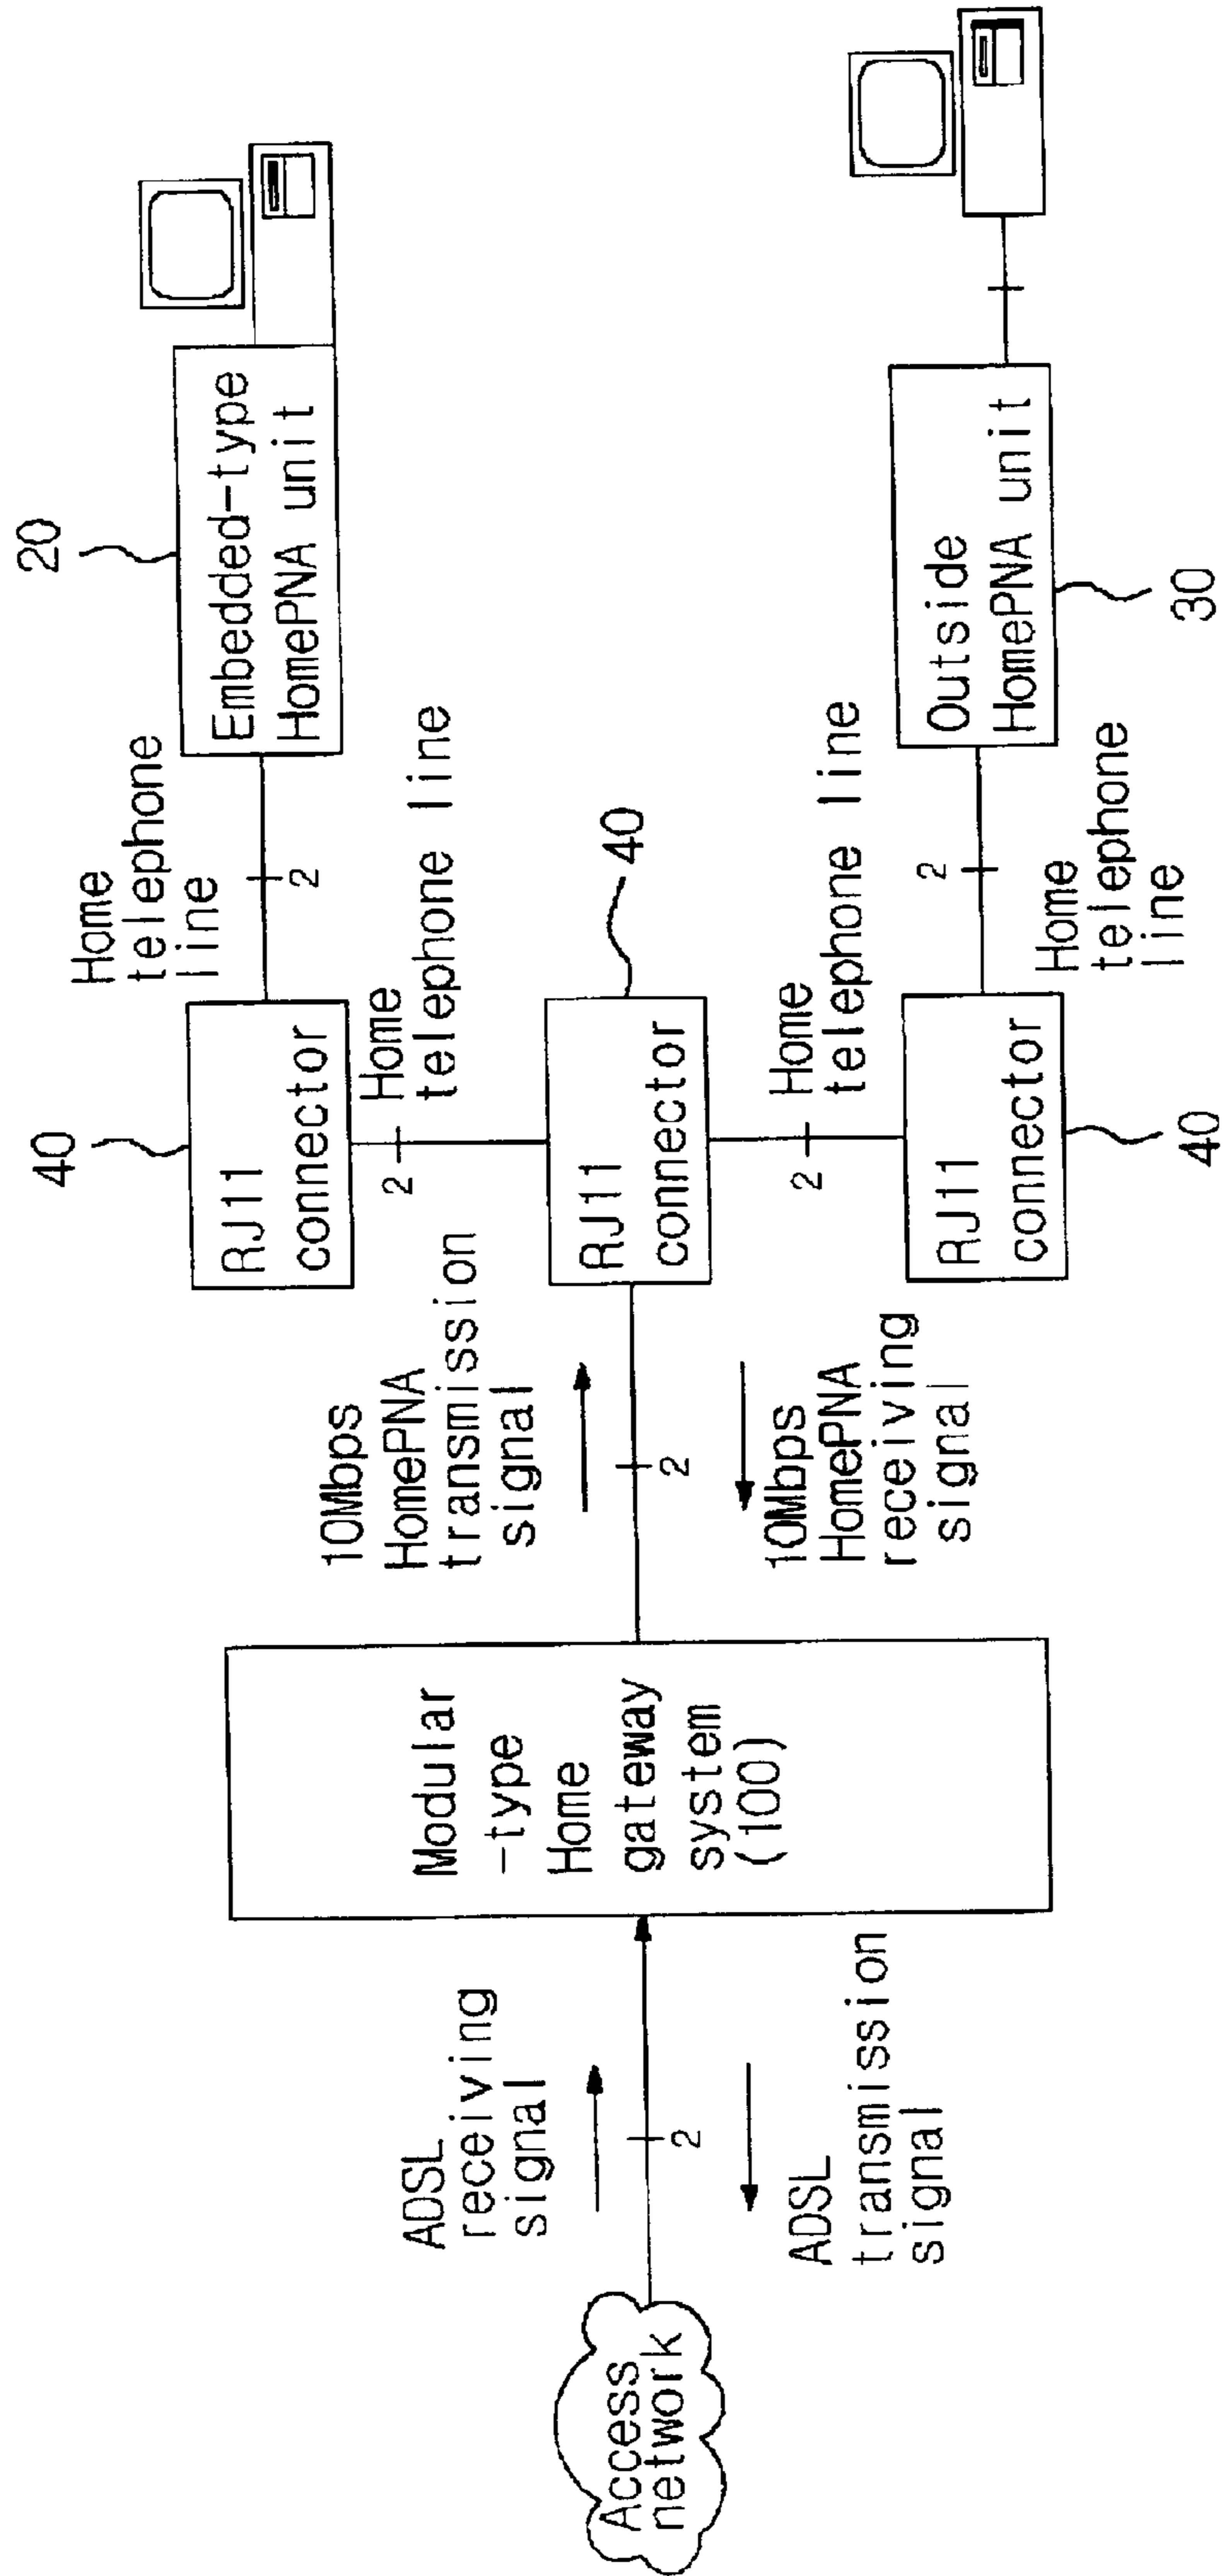 Access
network
ADSL
receiving
signal
2
ADSL
transmission
signal
Modular
-type
Home
gateway
system
(100)
10Mbps
HomePNA
transmission
signal
2
10Mbps
HomePNA
receiving
signal
40
RJ11
connector
2
Home
telephone line
RJ11
connector
40
2
Home
telephone line
RJ11
connector
40
Home
telephone
line
2
20
Embedded-type
HomePNA unit
2
Home
telephone
line
Outside
HomePNA unit
30